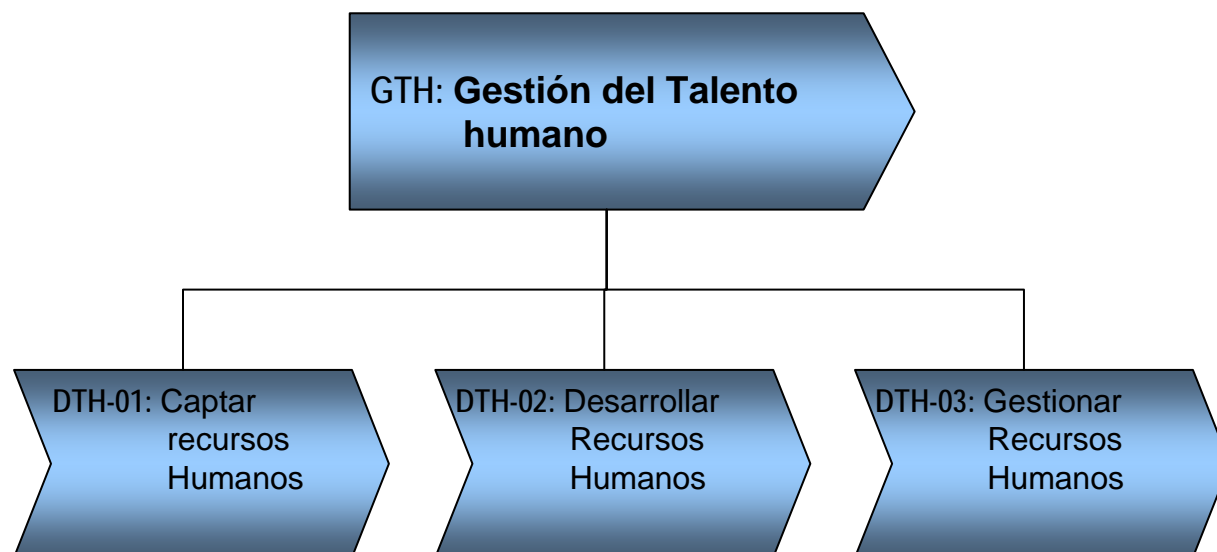 GTH: Gestión del Talento
humano
DTH-01: Captar
recursos
Humanos
DTH-02: Desarrollar
Recursos
Humanos
DTH-03: Gestionar
Recursos
Humanos